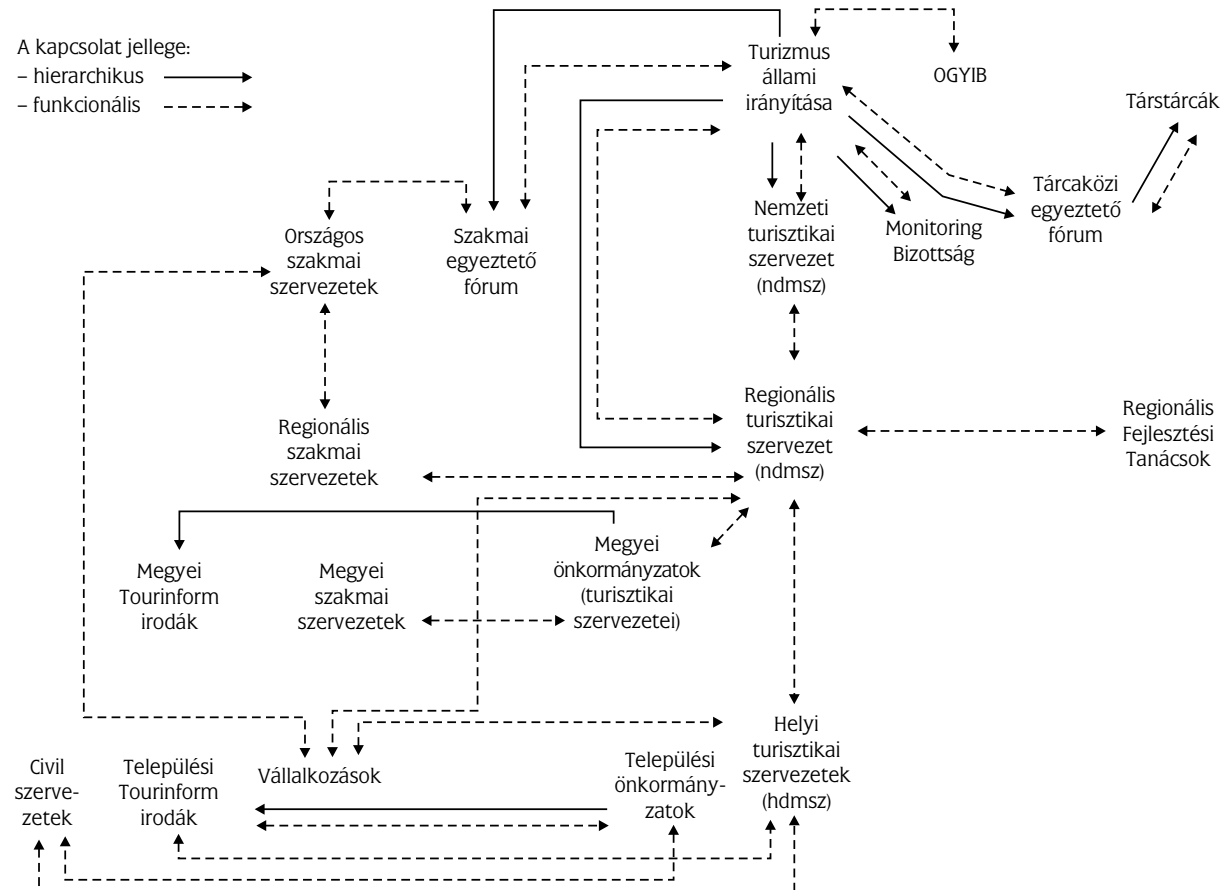 A kapcsolat jellege:
– hierarchikus
– funkcionális
Turizmus
állami
irányítása
OGYIB
Társtárcák
Tárcaközi
egyeztető
fórum
Monitoring
Bizottság
Nemzeti
turisztikai
szervezet
(ndmsz)
Országos
szakmai
szervezetek
Szakmai
egyeztető
fórum
Regionális
szakmai
szervezetek
Regionális
turisztikai
szervezet
(ndmsz)
Regionális
Fejlesztési
Tanácsok
Megyei
Tourinform
irodák
Megyei
szakmai
szervezetek
Megyei
önkormányzatok
(turisztikai
szervezetei)
Civil
szerve-
zetek
Települési
Tourinform
irodák
Vállalkozások
Települési
önkormány-
zatok
Helyi
turisztikai
szervezetek
(hdmsz)